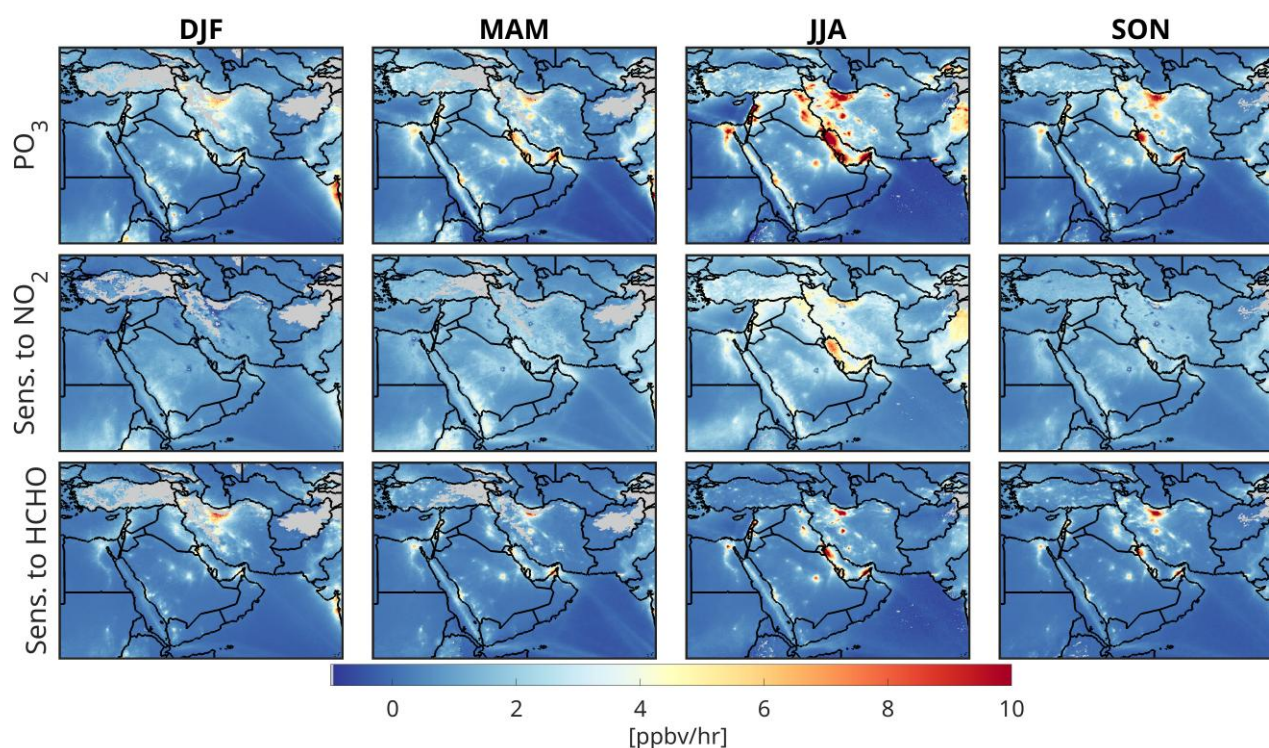 DJF MAM JJA SON
PO3
Sens. to NO2
Sens. to HCHO
0 2 4 6 8 10
[ppbv/hr]